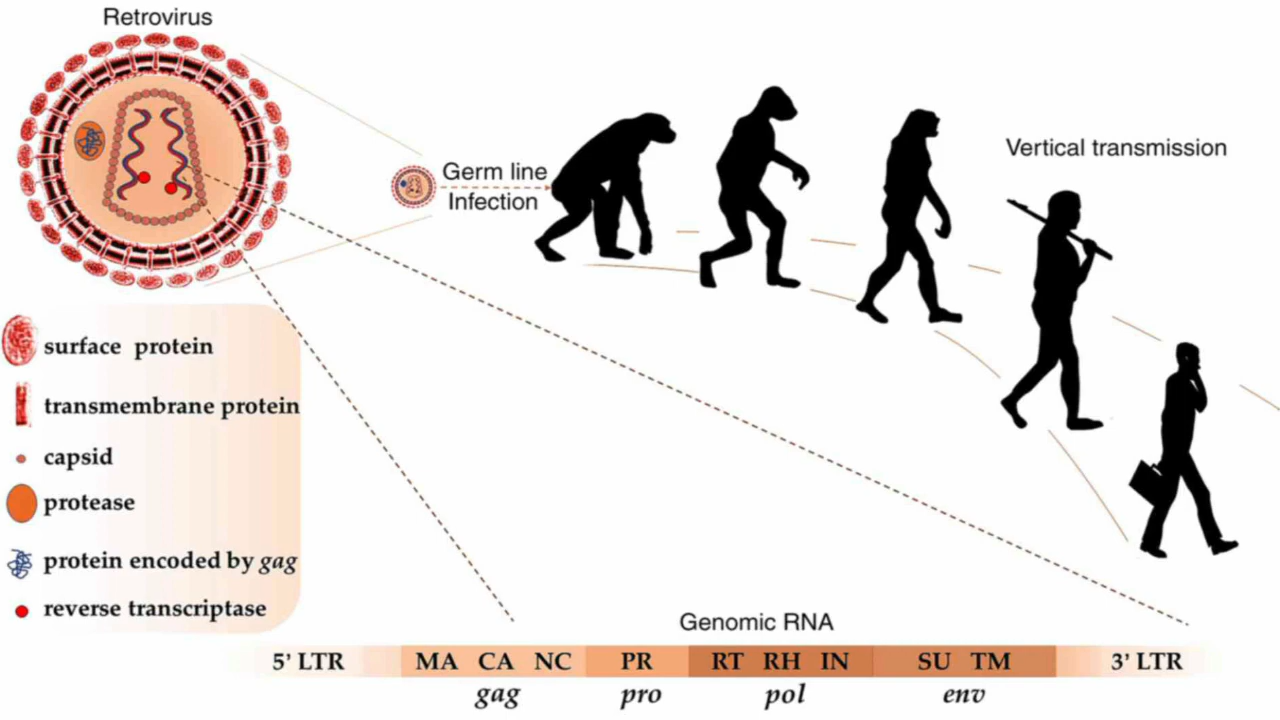 Retrovirus
Germ line
Infection
Vertical transmission
surface protein
transmembrane protein
capsid
protease
protein encoded by gag
reverse transcriptase
Genomic RNA
5’ LTR MA CA NC PR RT RH IN SU TM 3’ LTR
gag pro pol env